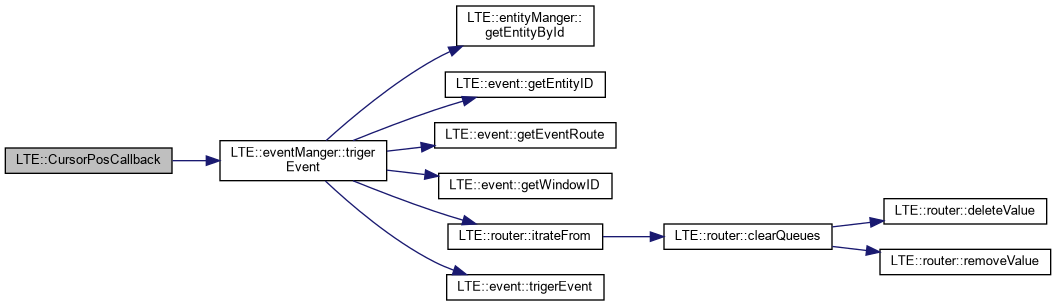 LTE::CursorPosCallback
LTE::eventManger::triger
Event
LTE::entityManger::
getEntityById
LTE::event::getEntityID
LTE::event::getEventRoute
LTE::event::getWindowID
LTE::router::itrateFrom
LTE::event::trigerEvent
LTE::router::clearQueues
LTE::router::deleteValue
LTE::router::removeValue